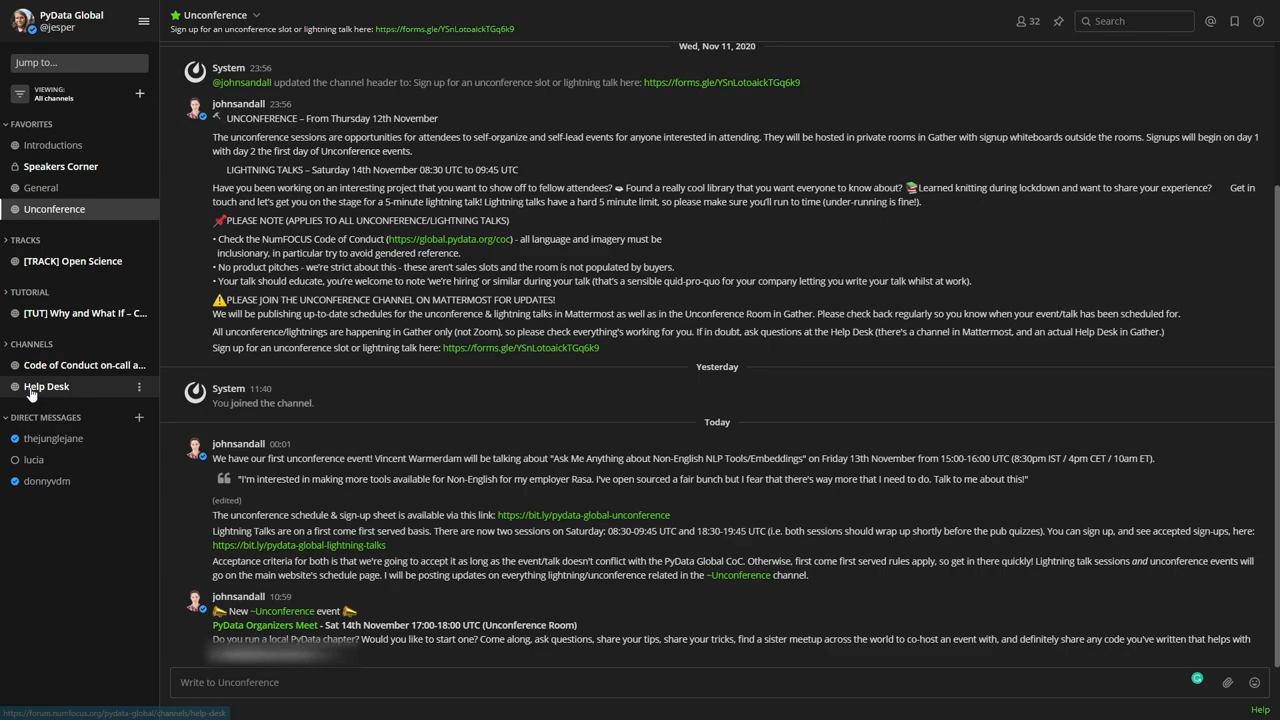 PyData Global
@jesper
Jump to...
VIEWING:
All channels
FAVORITES
Introductions
Speakers Corner
General
Unconference
TRACKS
[TRACK] Open Science
TUTORIAL
[TUT] Why and What If – C...
CHANNELS
Code of Conduct on-call a...
Help Desk
DIRECT MESSAGES
thejunglejane
lucia
donnyvdm
https://forum.numfocus.org/pydata-global/channels/help-desk
Unconference
Sign up for an unconference slot or lightning talk here: https://forms.gle/YSnLotoaickTGq6k9
32
Search
Wed, Nov 11, 2020
System 23:56
@johnsandall updated the channel header to: Sign up for an unconference slot or lightning talk here: https://forms.gle/YSnLotoaickTGq6k9
johnsandall 23:56
UNCONFERENCE – From Thursday 12th November
The unconference sessions are opportunities for attendees to self-organize and self-lead events for anyone interested in attending. They will be hosted in private rooms in Gather with signup whiteboards outside the rooms. Signups will begin on day 1
with day 2 the first day of Unconference events.
LIGHTNING TALKS – Saturday 14th November 08:30 UTC to 09:45 UTC
Have you been working on an interesting project that you want to show off to fellow attendees? Found a really cool library that you want everyone to know about? Learned knitting during lockdown and want to share your experience? Get in
touch and let's get you on the stage for a 5-minute lightning talk! Lightning talks have a hard 5 minute limit, so please make sure you'll run to time (under-running is fine!).
PLEASE NOTE (APPLIES TO ALL UNCONFERENCE/LIGHTNING TALKS)
• Check the NumFOCUS Code of Conduct (https://global.pydata.org/coc) - all language and imagery must be
inclusionary, in particular try to avoid gendered reference.
• No product pitches - we're strict about this - these aren't sales slots and the room is not populated by buyers.
• Your talk should educate, you're welcome to note 'we're hiring' or similar during your talk (that's a sensible quid-pro-quo for your company letting you write your talk whilst at work).
PLEASE JOIN THE UNCONFERENCE CHANNEL ON MATTERMOST FOR UPDATES!
We will be publishing up-to-date schedules for the unconference & lightning talks in Mattermost as well as in the Unconference Room in Gather. Please check back regularly so you know when your event/talk has been scheduled for.
All unconference/lightnings are happening in Gather only (not Zoom), so please check everything's working for you. If in doubt, ask questions at the Help Desk (there's a channel in Mattermost, and an actual Help Desk in Gather.)
Sign up for an unconference slot or lightning talk here: https://forms.gle/YSnLotoaickTGq6k9
Yesterday
System 11:40
You joined the channel.
Today
johnsandall 00:01
We have our first unconference event! Vincent Warmerdam will be talking about "Ask Me Anything about Non-English NLP Tools/Embeddings" on Friday 13th November from 15:00-16:00 UTC (8:30pm IST / 4pm CET / 10am ET).
"I'm interested in making more tools available for Non-English for my employer Rasa. I've open sourced a fair bunch but I fear that there's way more that I need to do. Talk to me about this!"
(edited)
The unconference schedule & sign-up sheet is available via this link: https://bit.ly/pydata-global-unconference
Lightning Talks are on a first come first served basis. There are now two sessions on Saturday: 08:30-09:45 UTC and 18:30-19:45 UTC (i.e. both sessions should wrap up shortly before the pub quizzes). You can sign up, and see accepted sign-ups, here:
https://bit.ly/pydata-global-lightning-talks
Acceptance criteria for both is that we're going to accept it as long as the event/talk doesn't conflict with the PyData Global CoC. Otherwise, first come first served rules apply, so get in there quickly! Lightning talk sessions and unconference events will
go on the main website's schedule page. I will be posting updates on everything lightning/unconference related in the ~Unconference channel.
johnsandall 10:59
New ~Unconference event
PyData Organizers Meet - Sat 14th November 17:00-18:00 UTC (Unconference Room)
Do you run a local PyData chapter? Would you like to start one? Come along, ask questions, share your tips, share your tricks, find a sister meetup across the world to co-host an event with, and definitely share any code you've written that helps with
Write to Unconference
Help